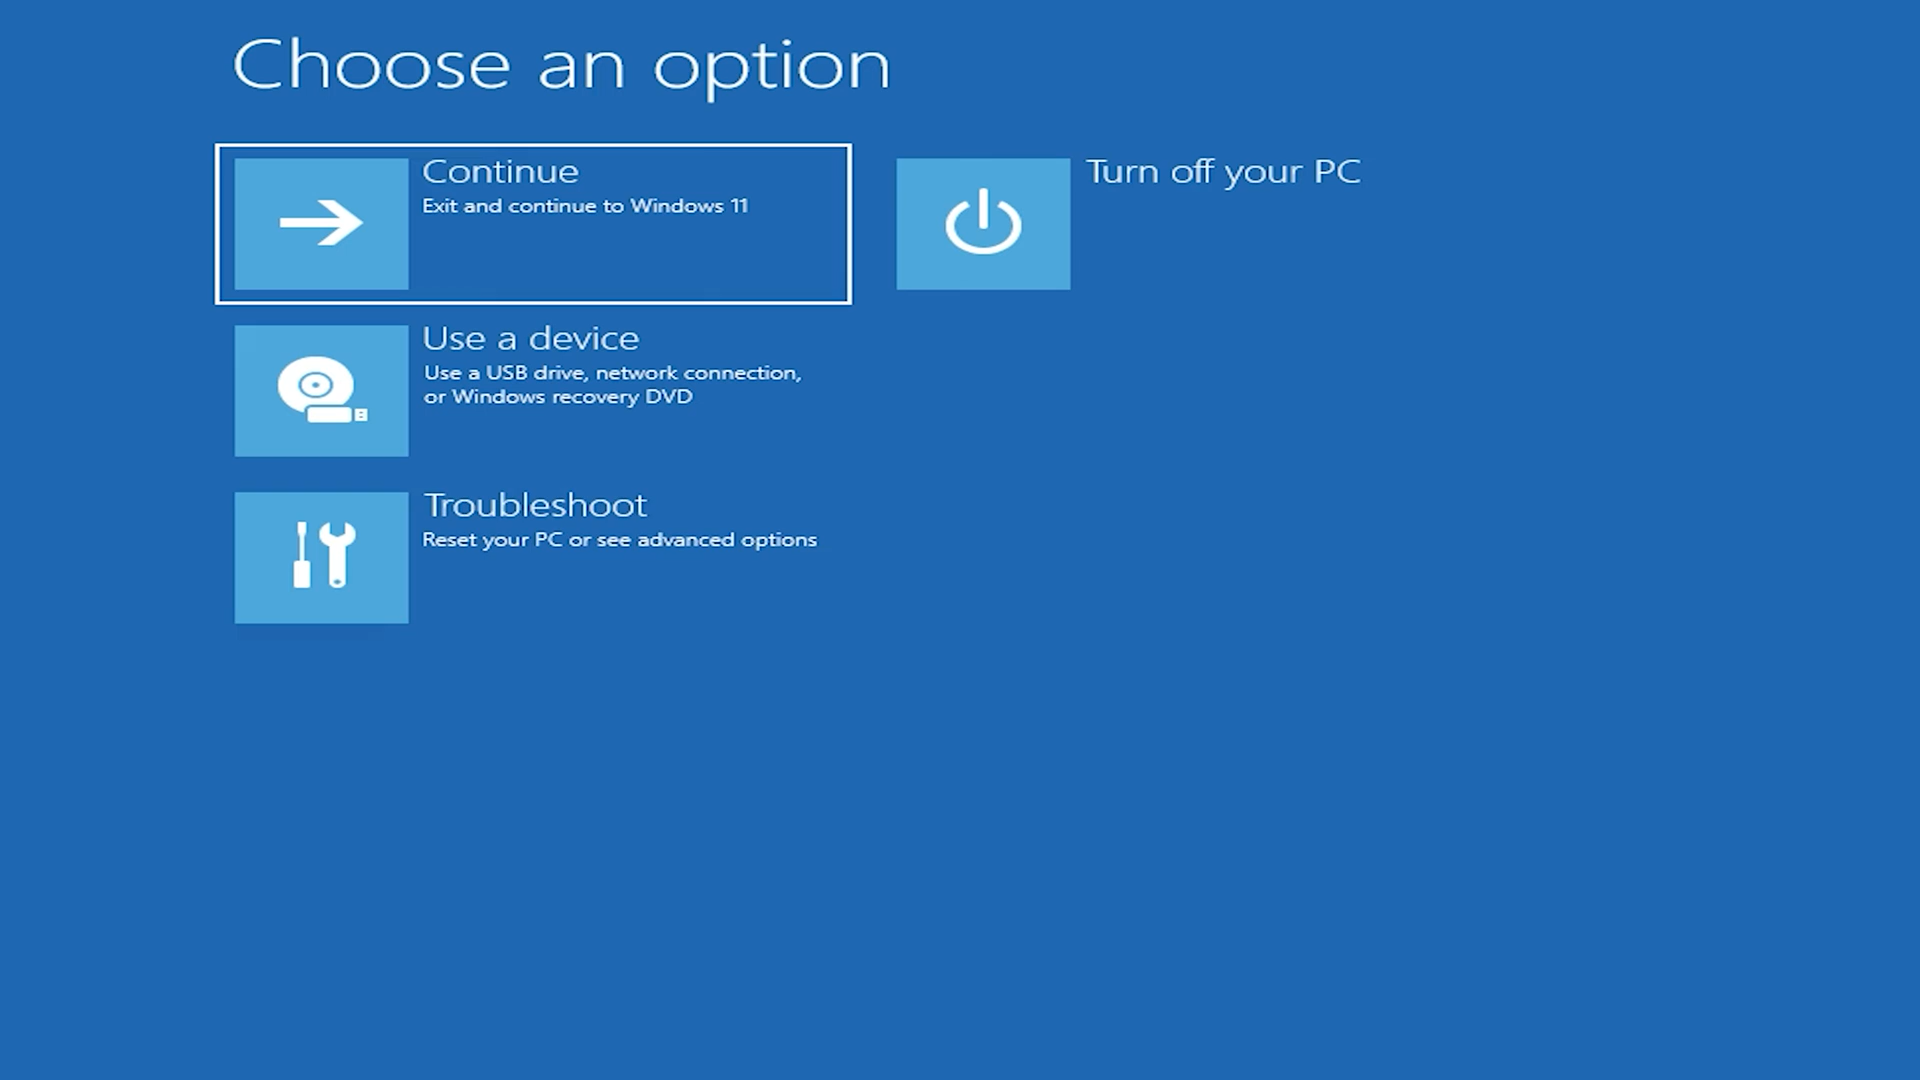 Choose an option
Continue
Exit and continue to Windows 11
Turn off your PC
Use a device
Use a USB drive, network connection,
or Windows recovery DVD
Troubleshoot
Reset your PC or see advanced options